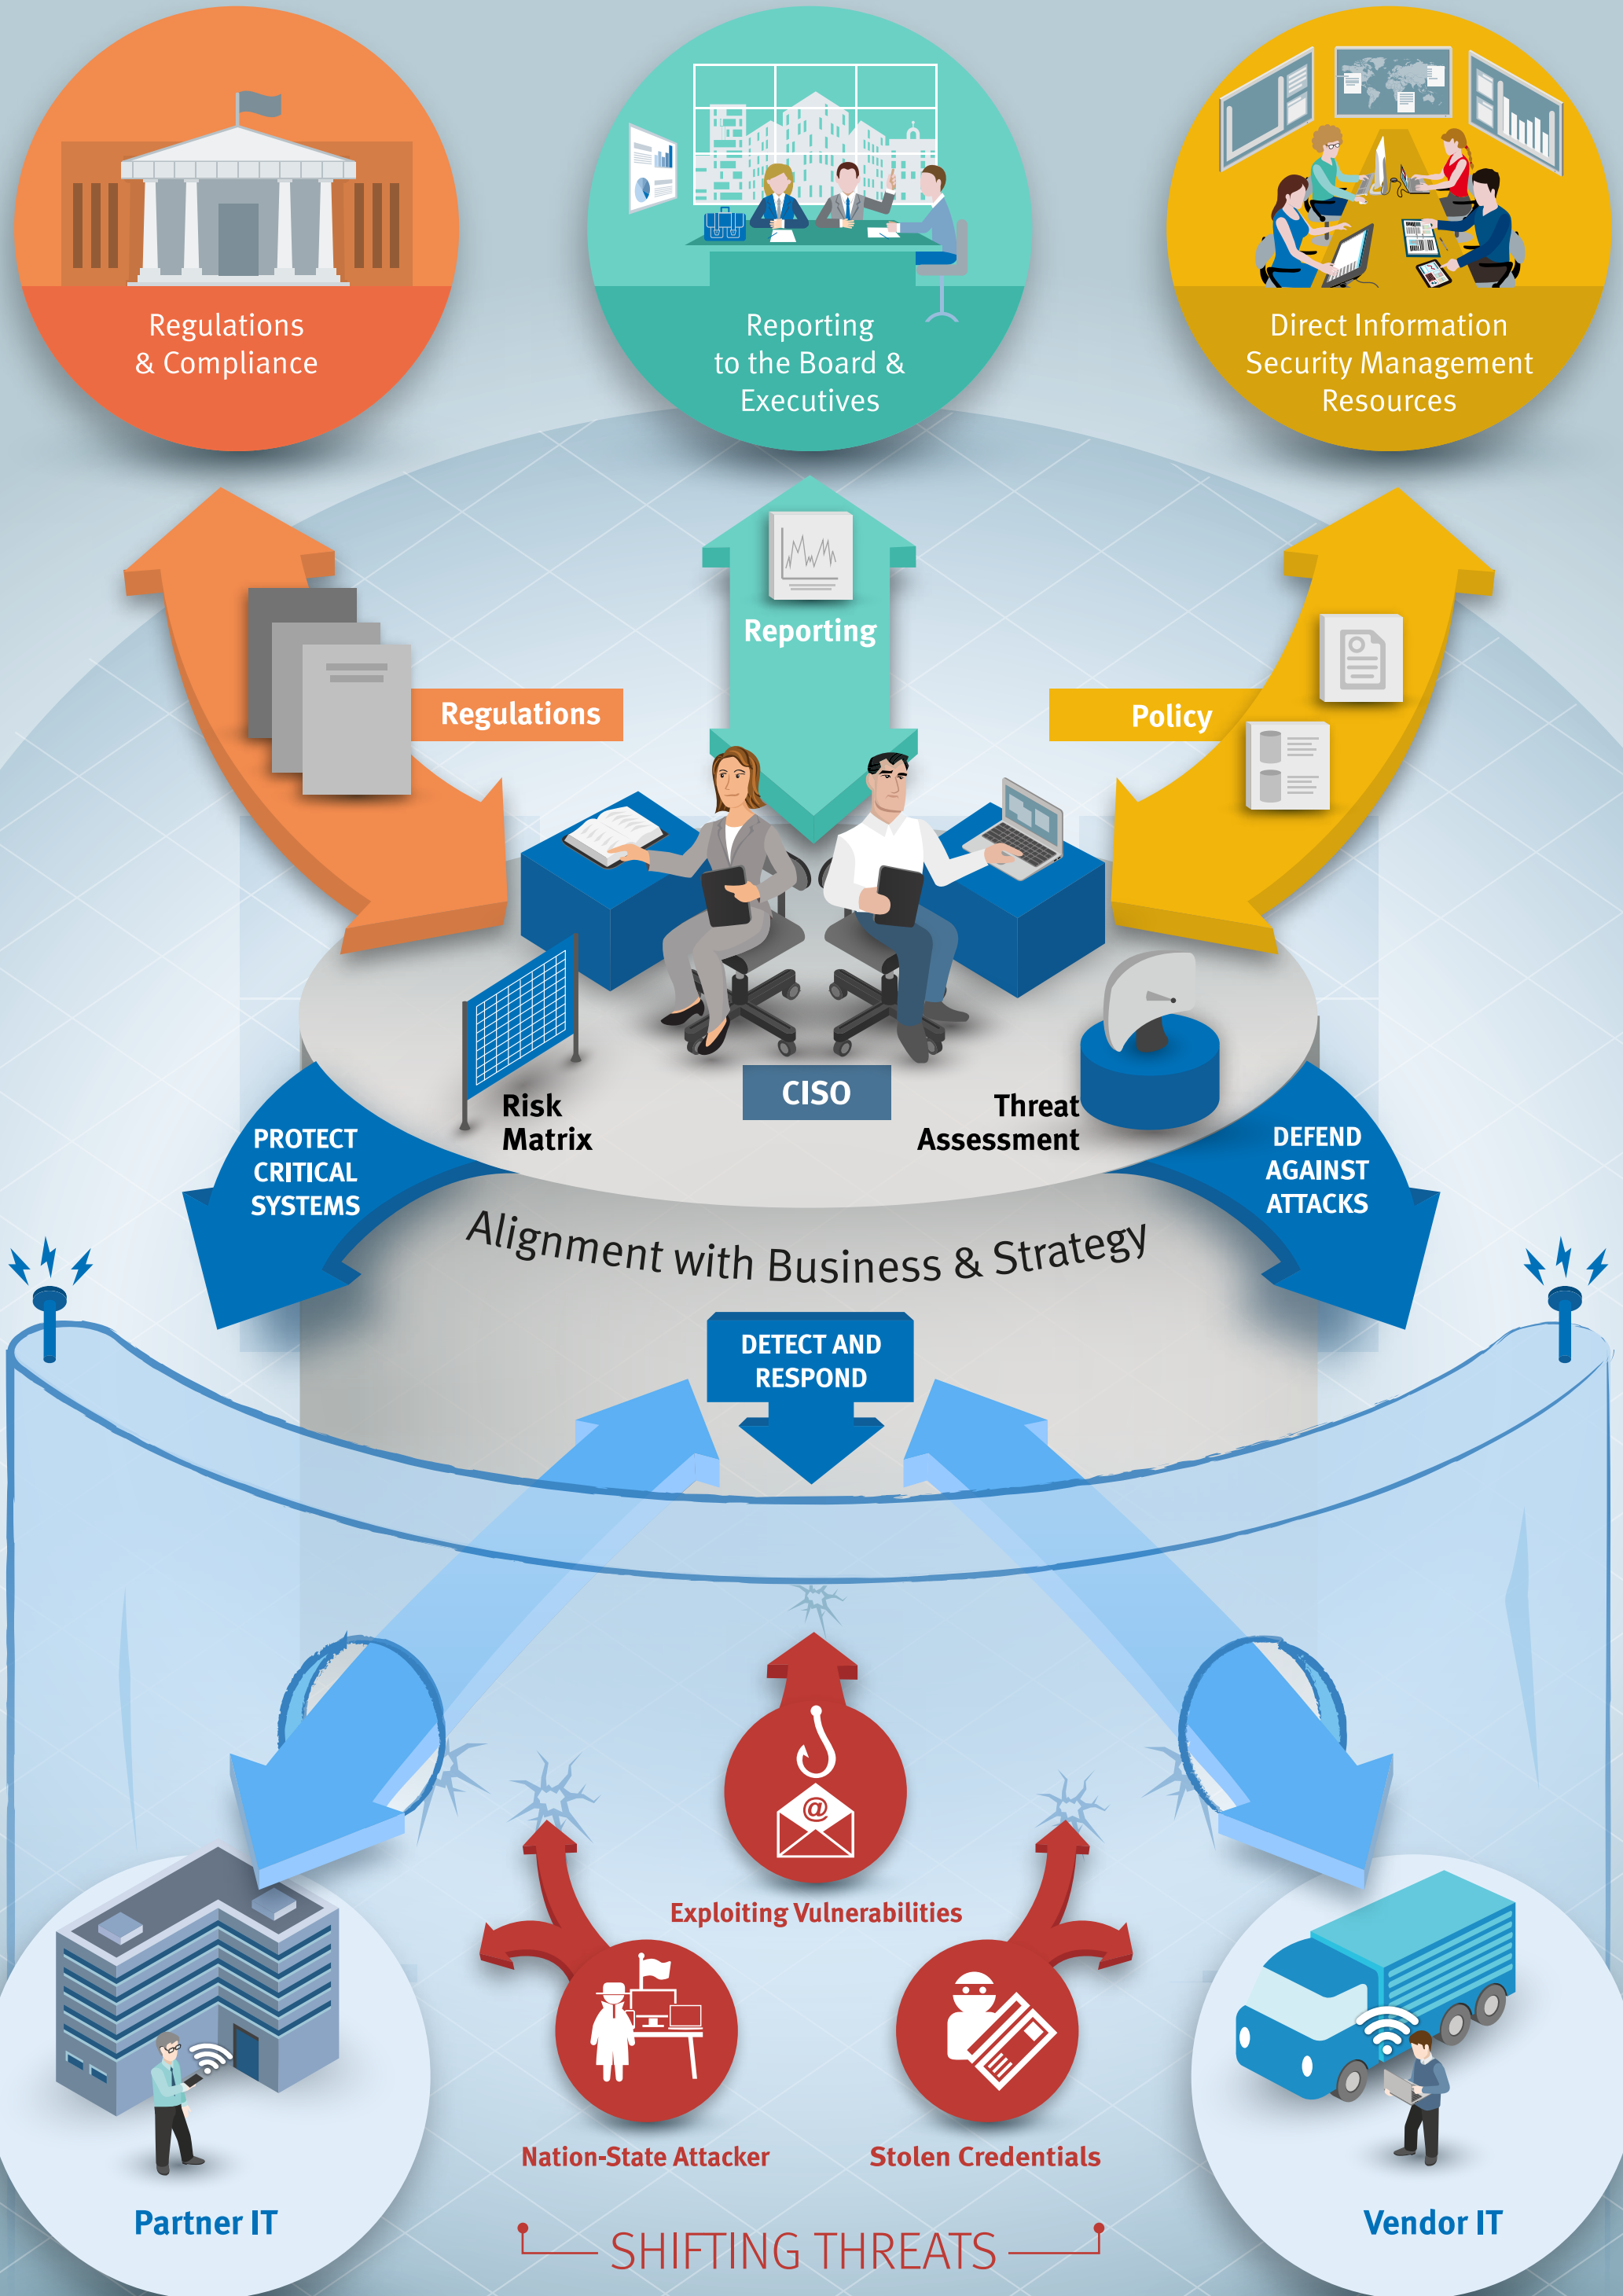 Regulations
& Compliance
Reporting
to the Board &
Executives
Direct Information
Security Management
Resources
Reporting
Regulations
Policy
CISO
Risk
Matrix
Threat
Assessment
PROTECT
CRITICAL
SYSTEMS
DEFEND
AGAINST
ATTACKS
Alignment with Business & Strategy
DETECT AND
RESPOND
@
Exploiting Vulnerabilities
Nation-State Attacker
Stolen Credentials
Partner IT
Vendor IT
SHIFTING THREATS